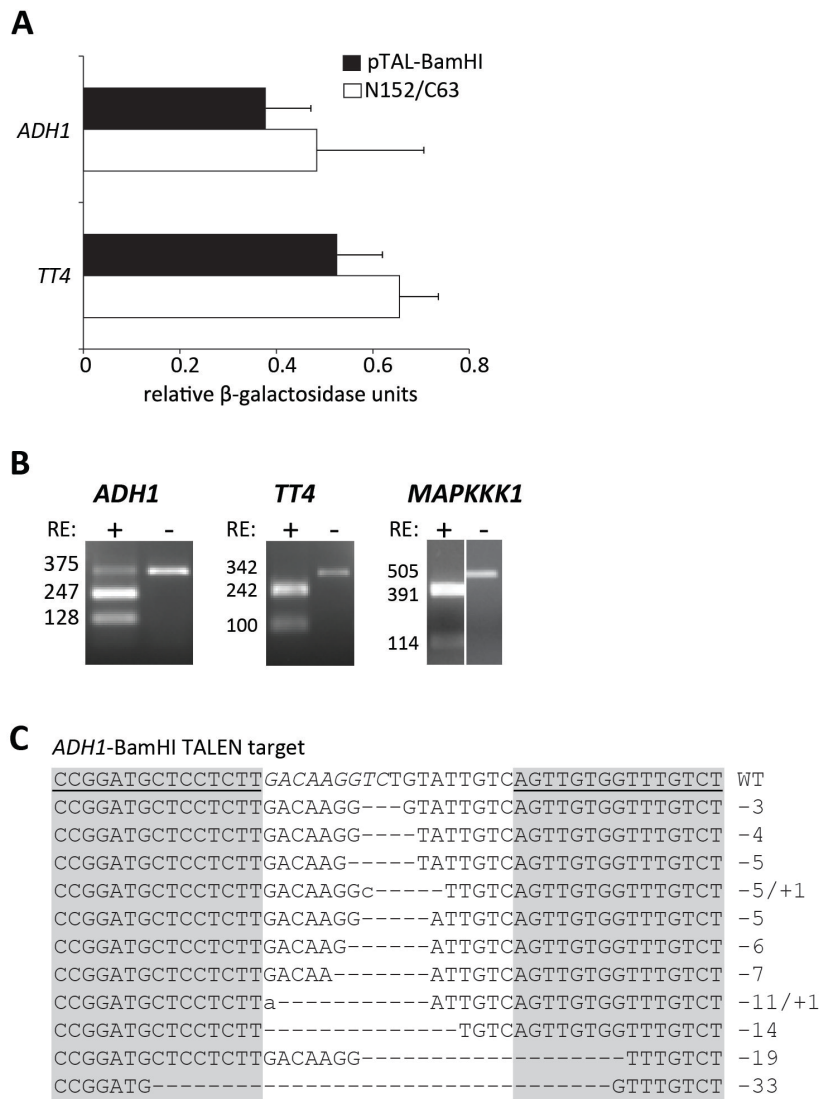 A
pTAL-BamHI
N152/C63
ADH1
TT4
0 0.2 0.4 0.6 0.8
relative β-galactosidase units
B
ADH1 TT4 MAPKKK1
RE: + - RE: + - RE: + -
375 342 505
247 242 391
128 100 114
C
ADH1-BamHI TALEN target
CCGGATGCTCCTCTTGACAAGGTCTGTATTGTCAGTTGTGGTTTGTCT WT
CCGGATGCTCCTCTTGACAAGG---GTATTGTCAGTTGTGGTTTGTCT -3
CCGGATGCTCCTCTTGACAAGG----TATTGTCAGTTGTGGTTTGTCT -4
CCGGATGCTCCTCTTGACAAG-----TATTGTCAGTTGTGGTTTGTCT -5
CCGGATGCTCCTCTTGACAAGGc-----TTGTCAGTTGTGGTTTGTCT -5/+1
CCGGATGCTCCTCTTGACAAGG-----ATTGTCAGTTGTGGTTTGTCT -5
CCGGATGCTCCTCTTGACAAG------ATTGTCAGTTGTGGTTTGTCT -6
CCGGATGCTCCTCTTGACAA-------ATTGTCAGTTGTGGTTTGTCT -7
CCGGATGCTCCTCTTa-----------ATTGTCAGTTGTGGTTTGTCT -11/+1
CCGGATGCTCCTCTT--------------TGTCAGTTGTGGTTTGTCT -14
CCGGATGCTCCTCTTGACAAGG-------------------TTTGTCT -19
CCGGATG---------------------------------GTTTGTCT -33